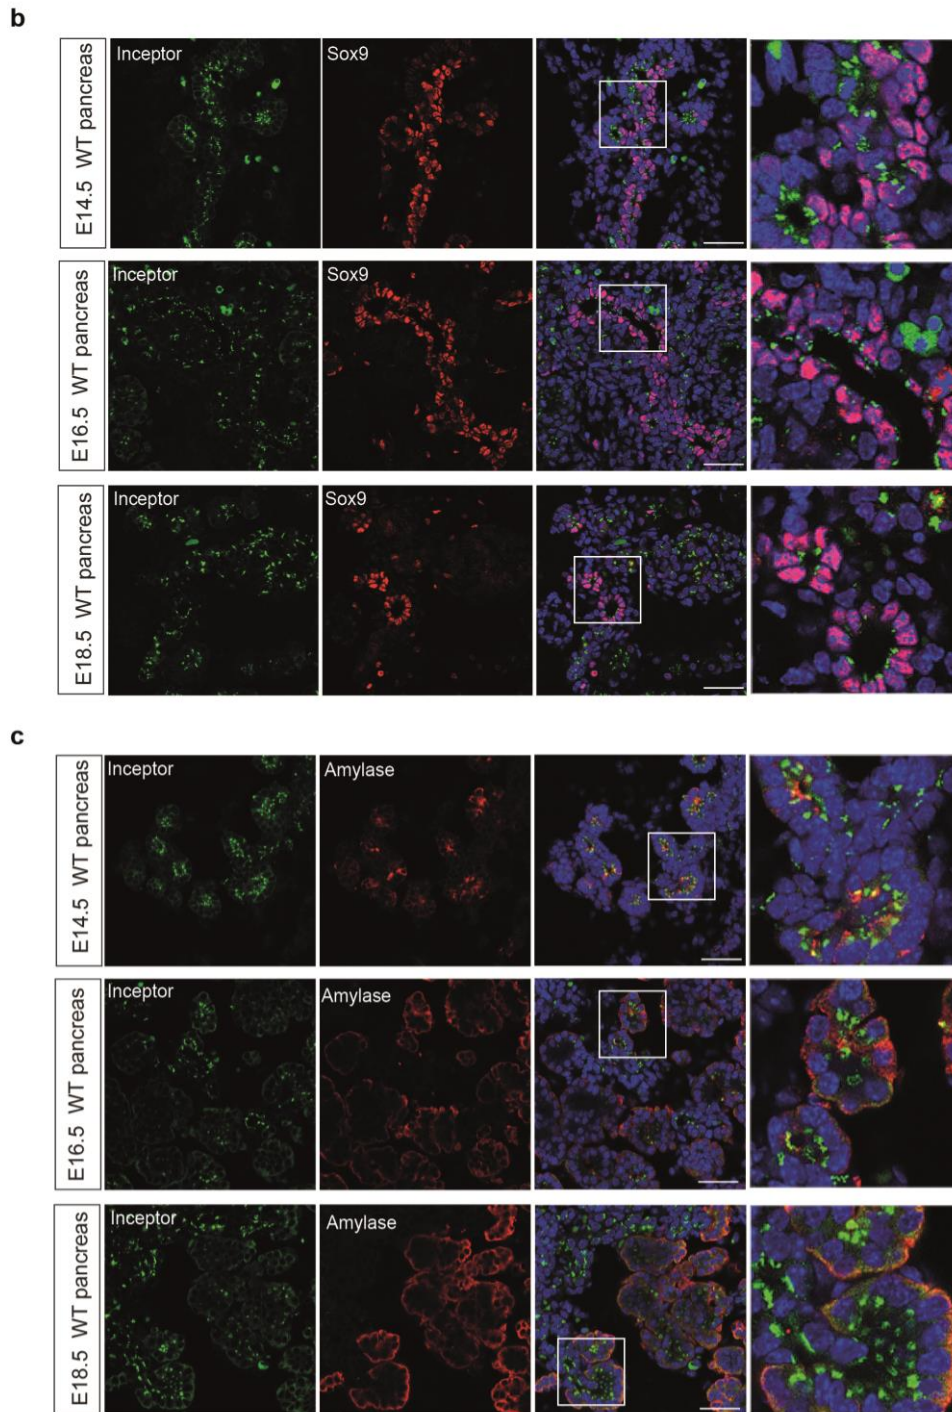 b
E14.5 WT pancreas
Inceptor
Sox9
E16.5 WT pancreas
Inceptor
Sox9
E18.5 WT pancreas
Inceptor
Sox9
c
E14.5 WT pancreas
Inceptor
Amylase
E16.5 WT pancreas
Inceptor
Amylase
E18.5 WT pancreas
Inceptor
Amylase